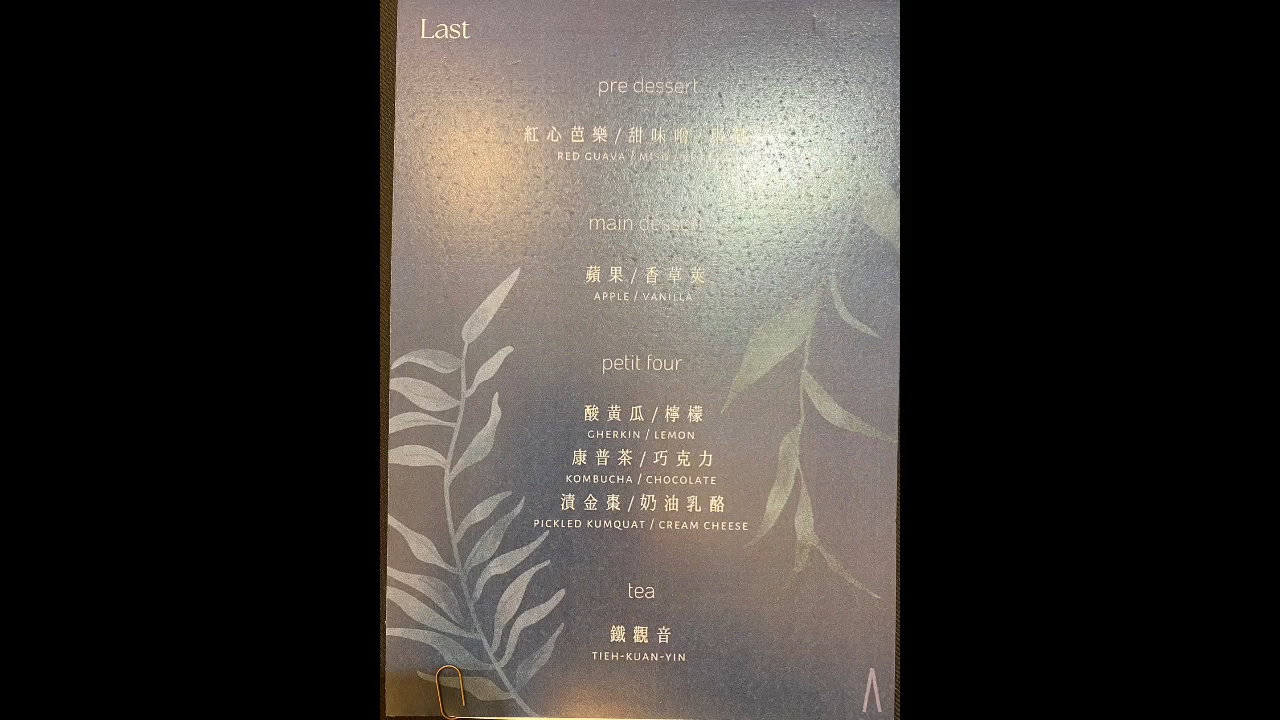 Last
pre dessert
紅心芭樂/甜味噌/
RED GUAVA / MISO /
main dessert
蘋果/香草莢
APPLE / VANILLA
petit four
酸黄瓜/檸檬
GHERKIN / LEMON
康普茶/巧克力
KOMBUCHA / CHOCOLATE
漬金棗/奶油乳酪
PICKLED KUMQUAT / CREAM CHEESE
tea
鐵觀音
TIEH-KUAN-YIN